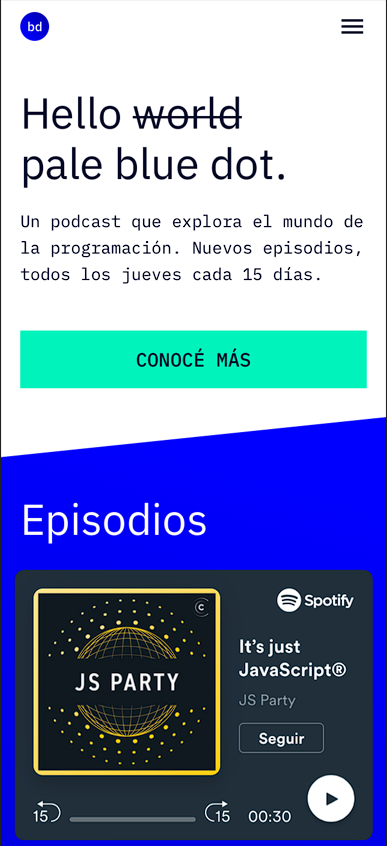 bd
Hello world
pale blue dot.
Un podcast que explora el mundo de
la programación. Nuevos episodios,
todos los jueves cada 15 días.
CONOCÉ MÁS
Episodios
Spotify
C
JS PARTY
It's just
JavaScript®
JS Party
Seguir
15
15
00:30